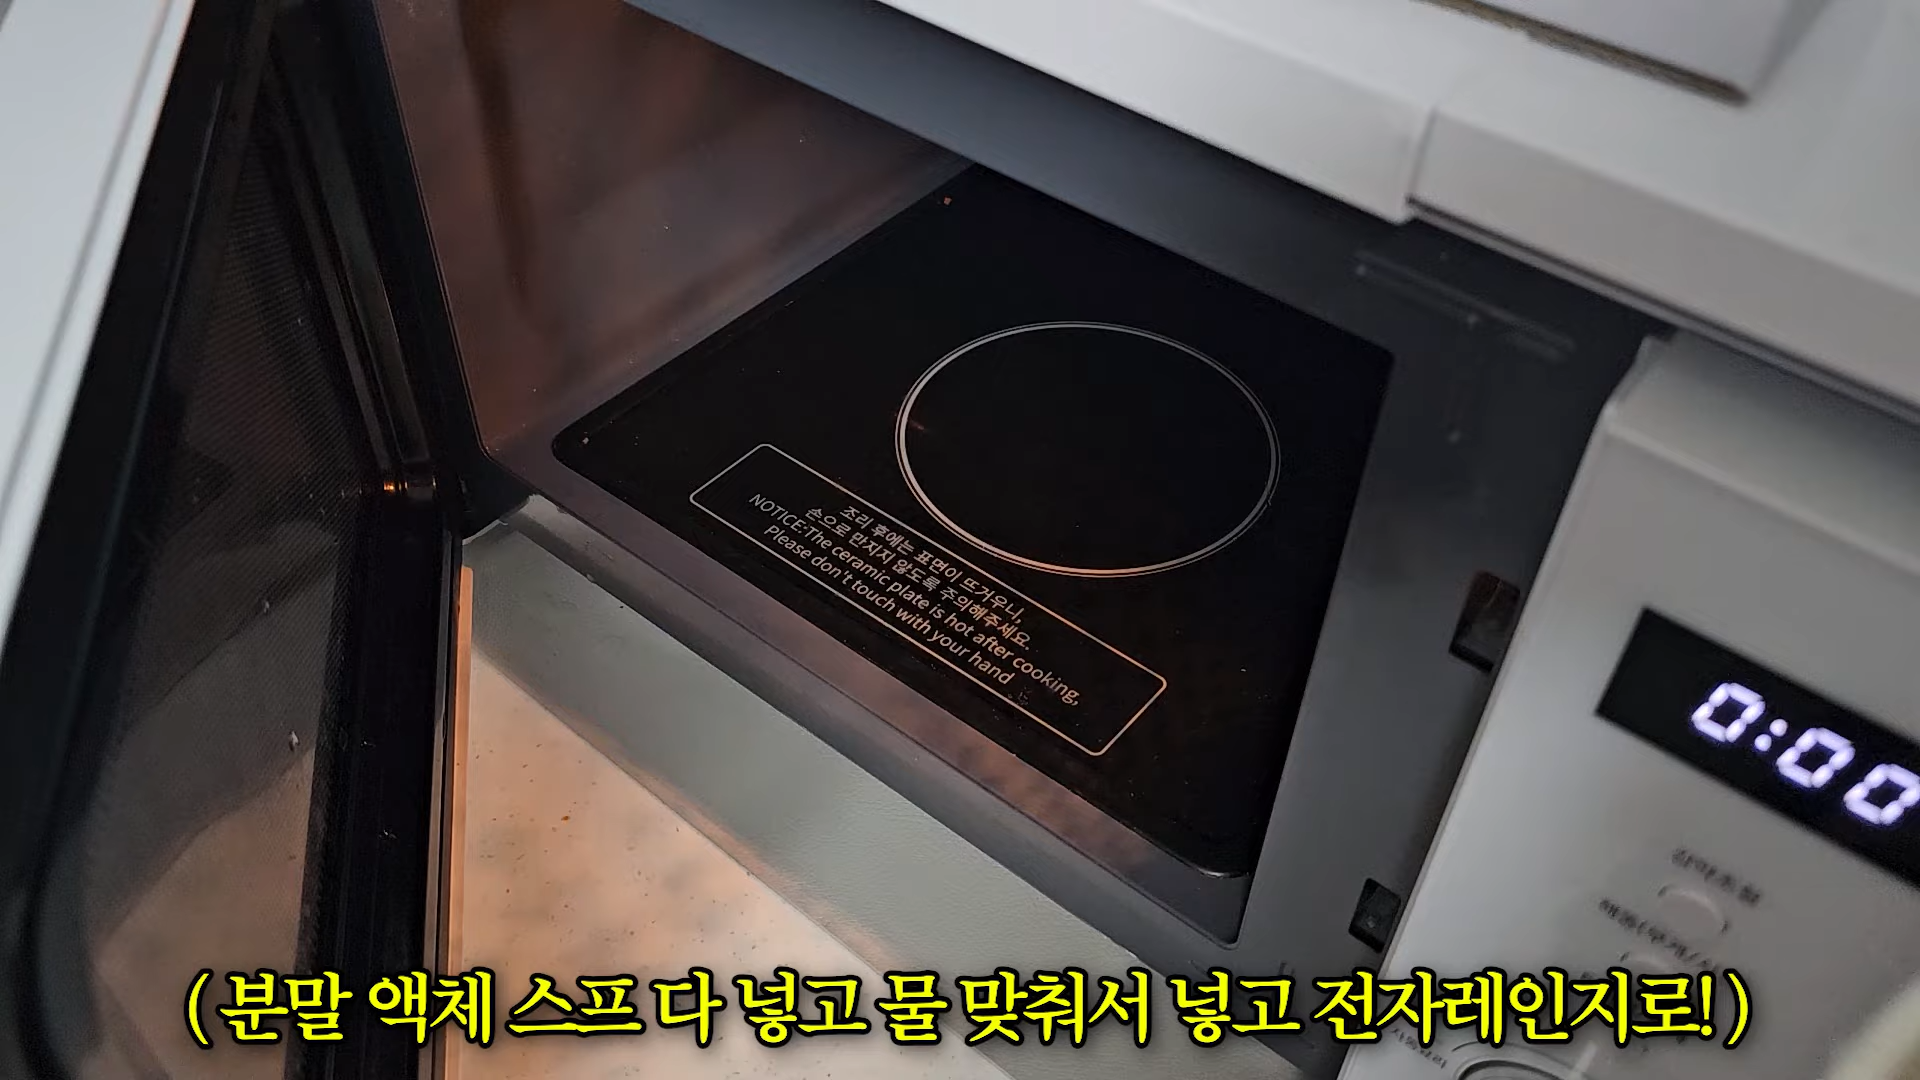 조리 후에는 표면이 뜨거우니,
손으로 만지지 않도록 주의해주세요.
NOTICE:The ceramic plate is hot after cooking,
Please don't touch with your hand
0:00
(분말 액체 스프 다 넣고 물 맞춰서 넣고 전자레인지로!)